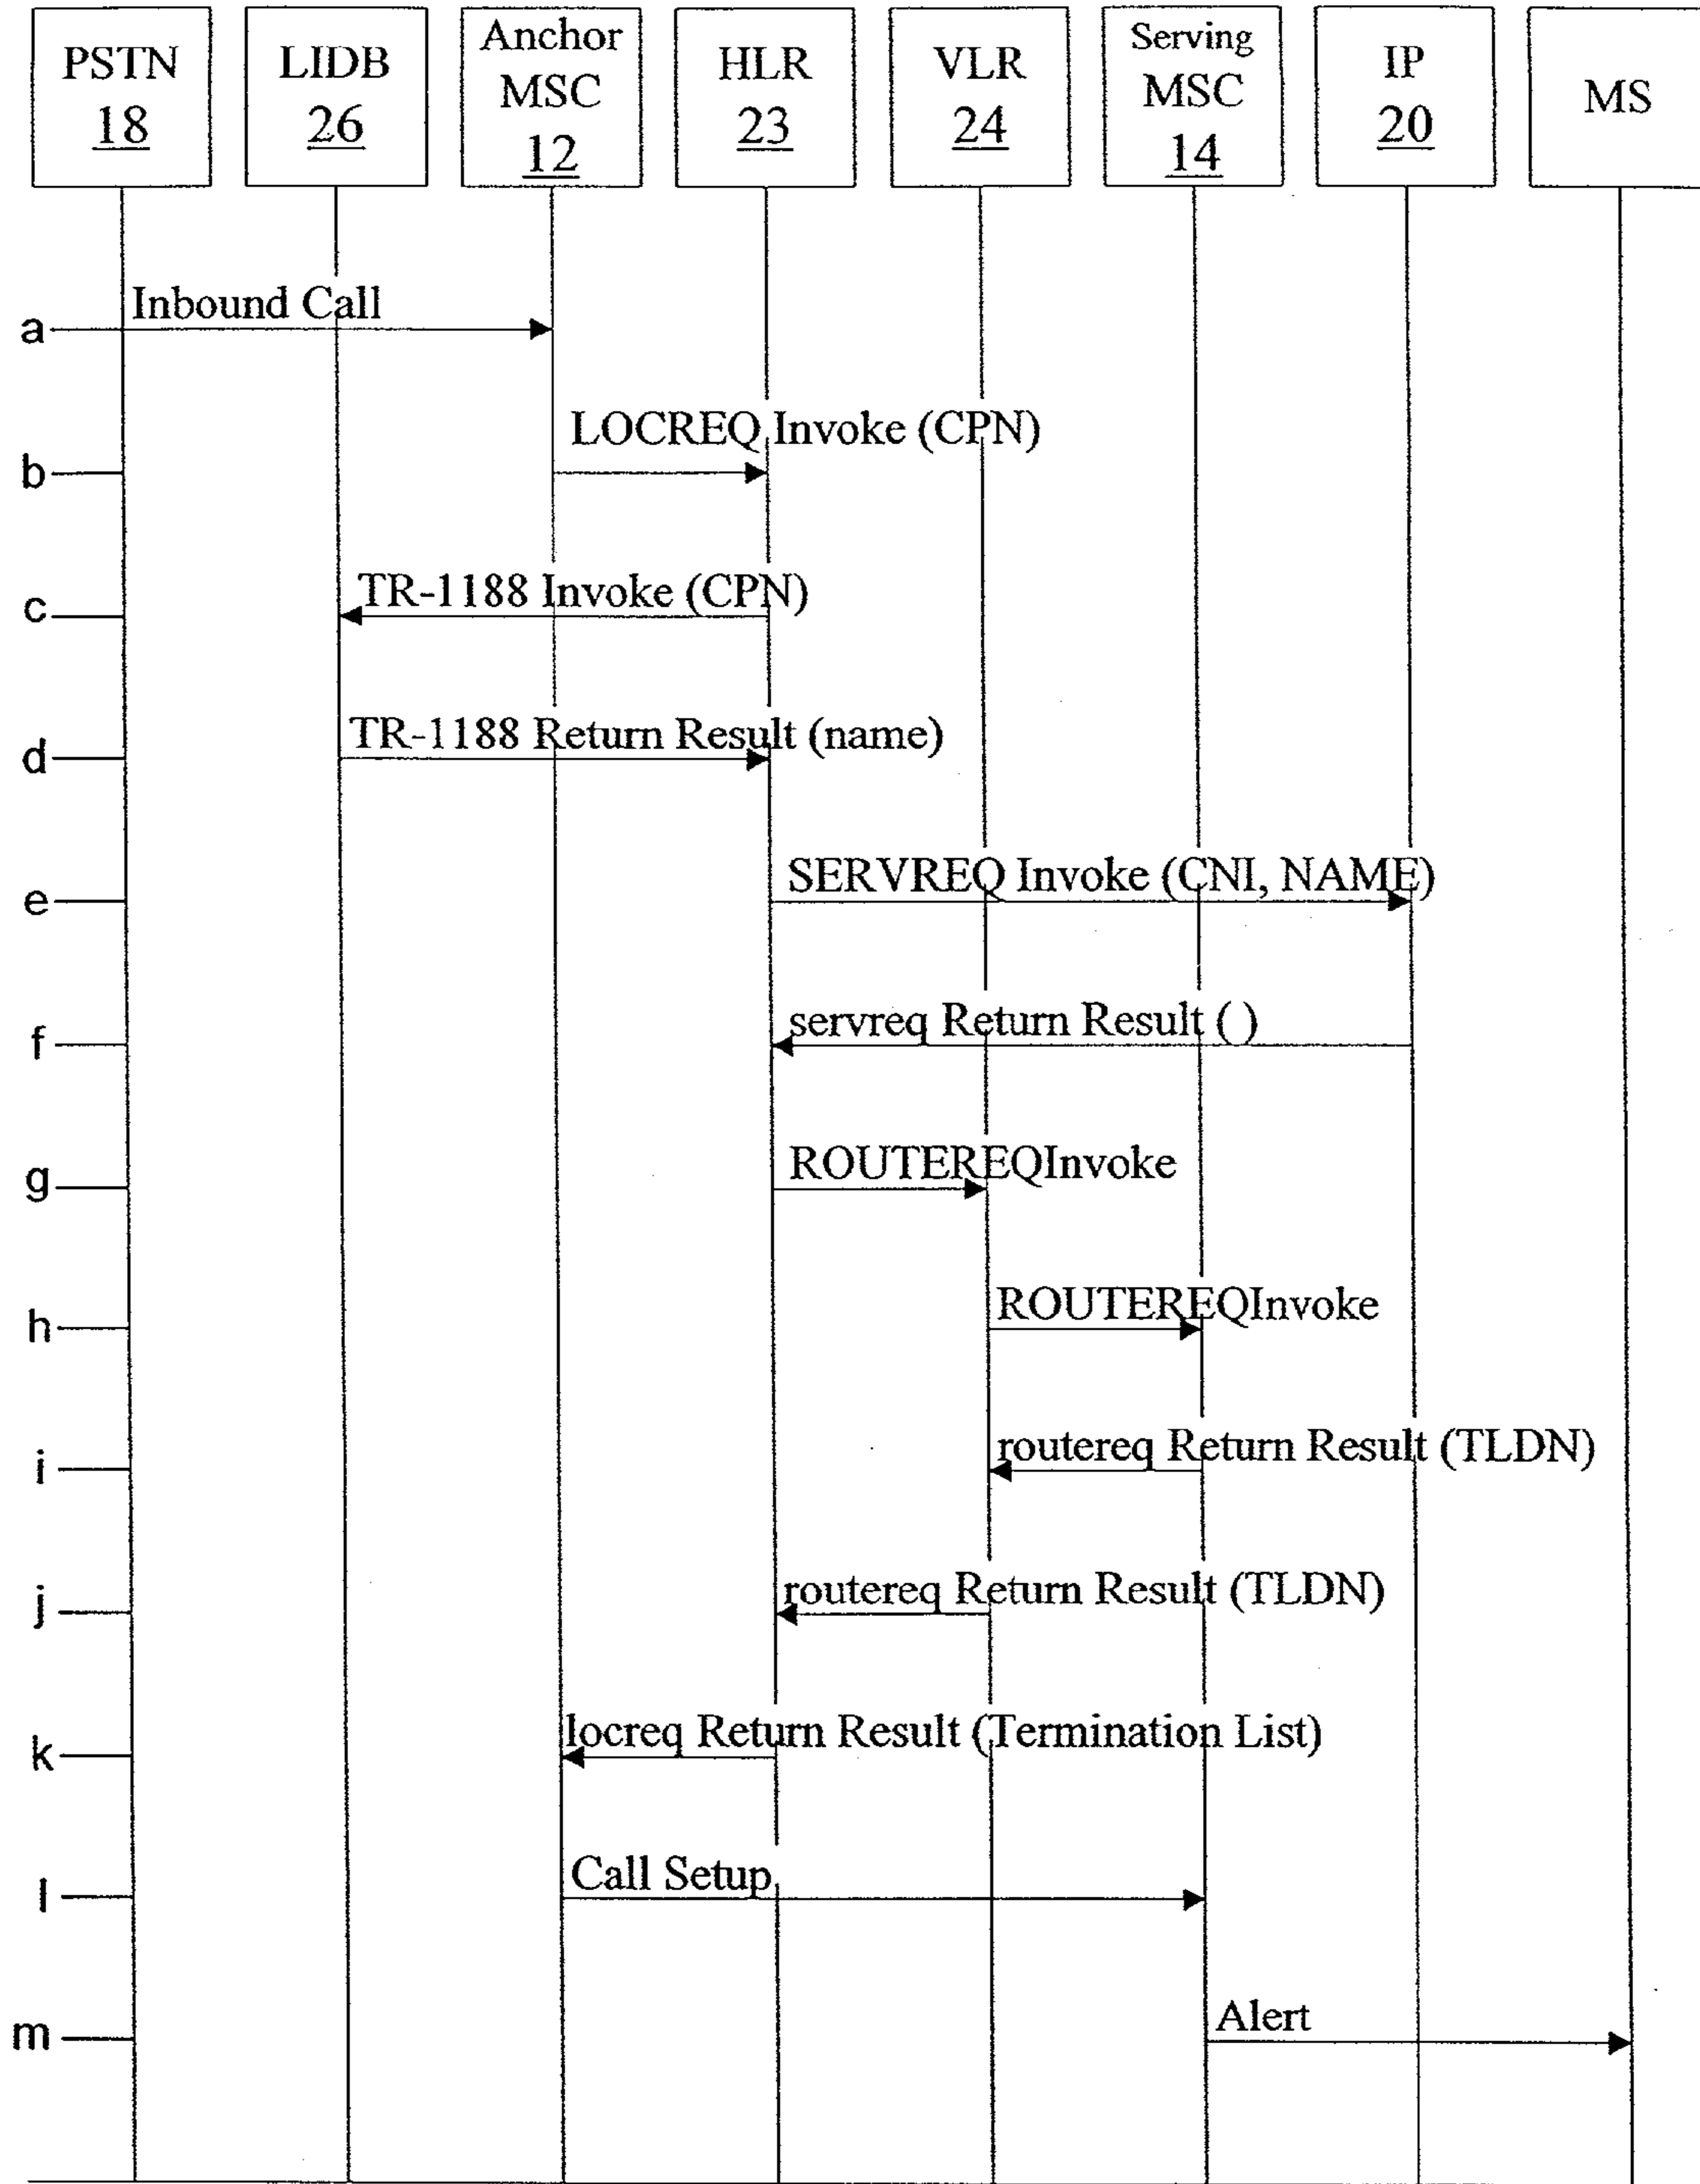 PSTN
18
LIDB
26
Anchor
MSC
12
HLR
23
VLR
24
Serving
MSC
14
IP
20
MS
Inbound Call
a
LOCREQ Invoke (CPN)
b
TR-1188 Invoke (CPN)
c
TR-1188 Return Result (name)
d
SERVREQ Invoke (CNI, NAME)
e
servreq Return Result ( )
f
ROUTEREQInvoke
g
ROUTEREQInvoke
h
routereq Return Result (TLDN)
i
routereq Return Result (TLDN)
j
locreq Return Result (Termination List)
k
Call Setup
l
Alert
m